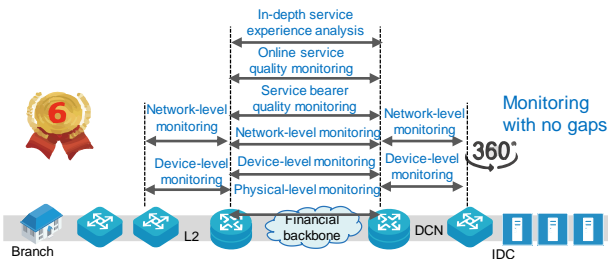 In-depth service
experience analysis
Online service
quality monitoring
6
Service bearer
quality monitoring
Network-level
monitoring
Network-level monitoring
Network-level
monitoring
Monitoring
with no gaps
Device-level
monitoring
Device-level monitoring
Device-level
monitoring
360°
Physical-level monitoring
Branch
L2
Financial
backbone
DCN
IDC